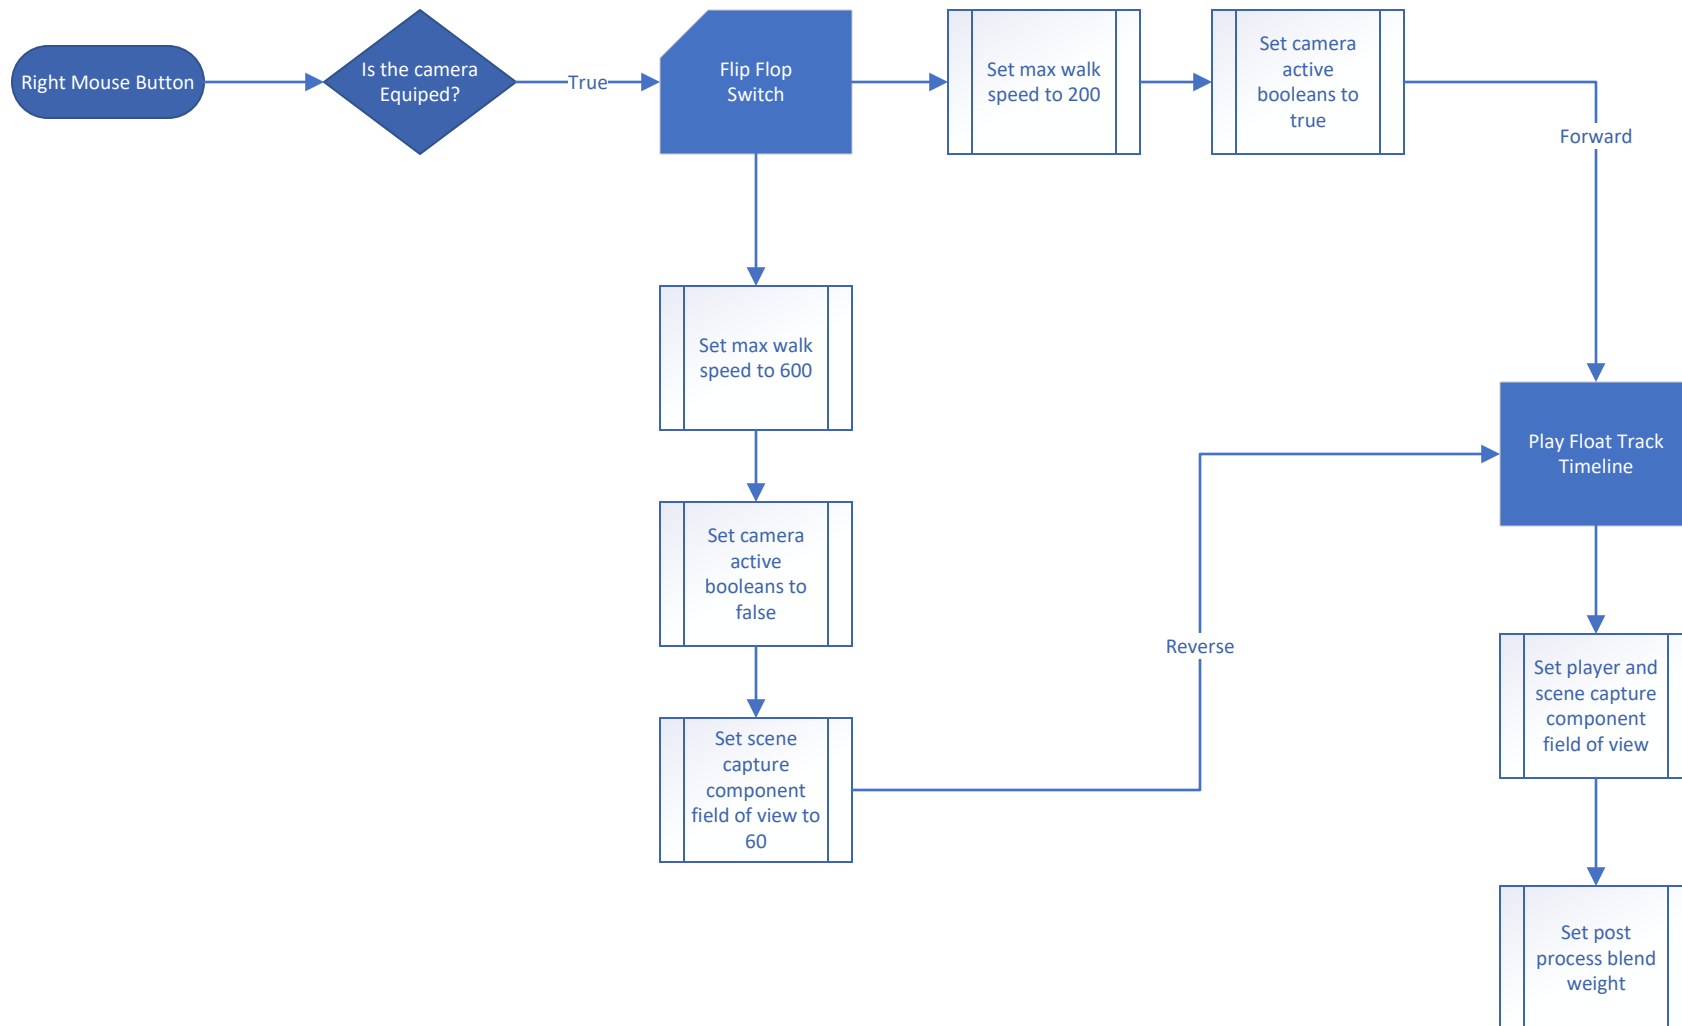 Right Mouse Button
Is the camera
Equiped?
True
Flip Flop
Switch
Set max walk
speed to 200
Set camera
active
booleans to
true
Forward
Set max walk
speed to 600
Set camera
active
booleans to
false
Set scene
capture
component
field of view to
60
Reverse
Play Float Track
Timeline
Set player and
scene capture
component
field of view
Set post
process blend
weight